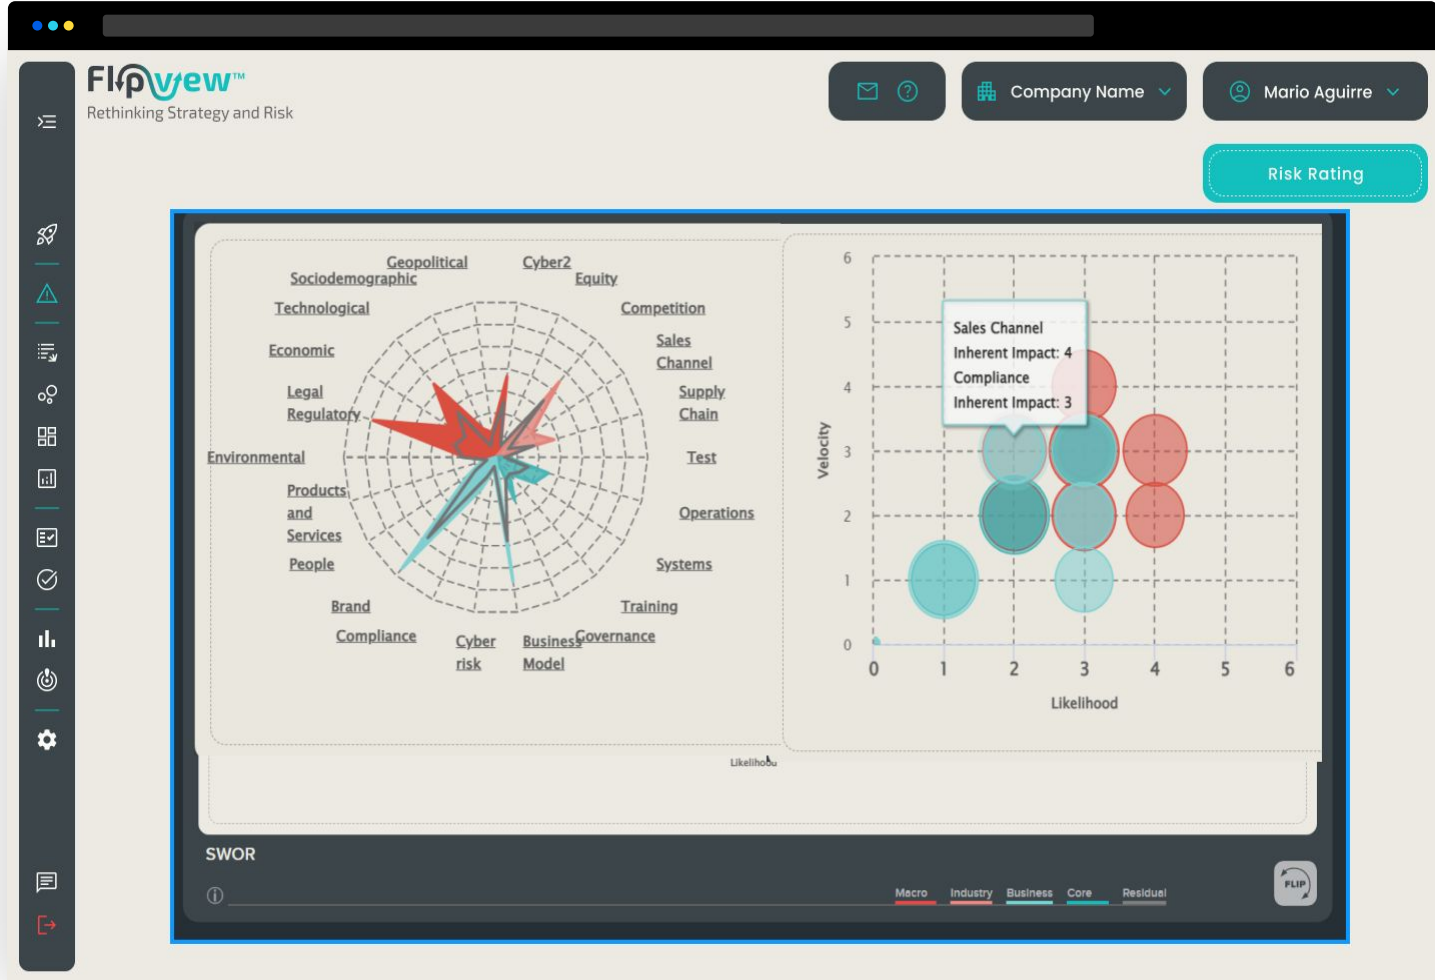 Flipview™
Rethinking Strategy and Risk
Company Name
Mario Aguirre
Risk Rating
Geopolitical
Cyber2
Sociodemographic
Equity
Technological
Competition
Economic
Sales
Channel
Legal
Regulatory
Supply
Chain
Environmental
Test
Products
and
Services
Operations
People
Systems
Brand
Training
Compliance
Cyber
risk
Business
Model
Governance
6
5
4
3
2
1
0
Velocity
Sales Channel
Inherent Impact: 4
Compliance
Inherent Impact: 3
0 1 2 3 4 5 6
Likelihood
Likelihood
SWOR
Macro Industry Business Core Residual
FLIP